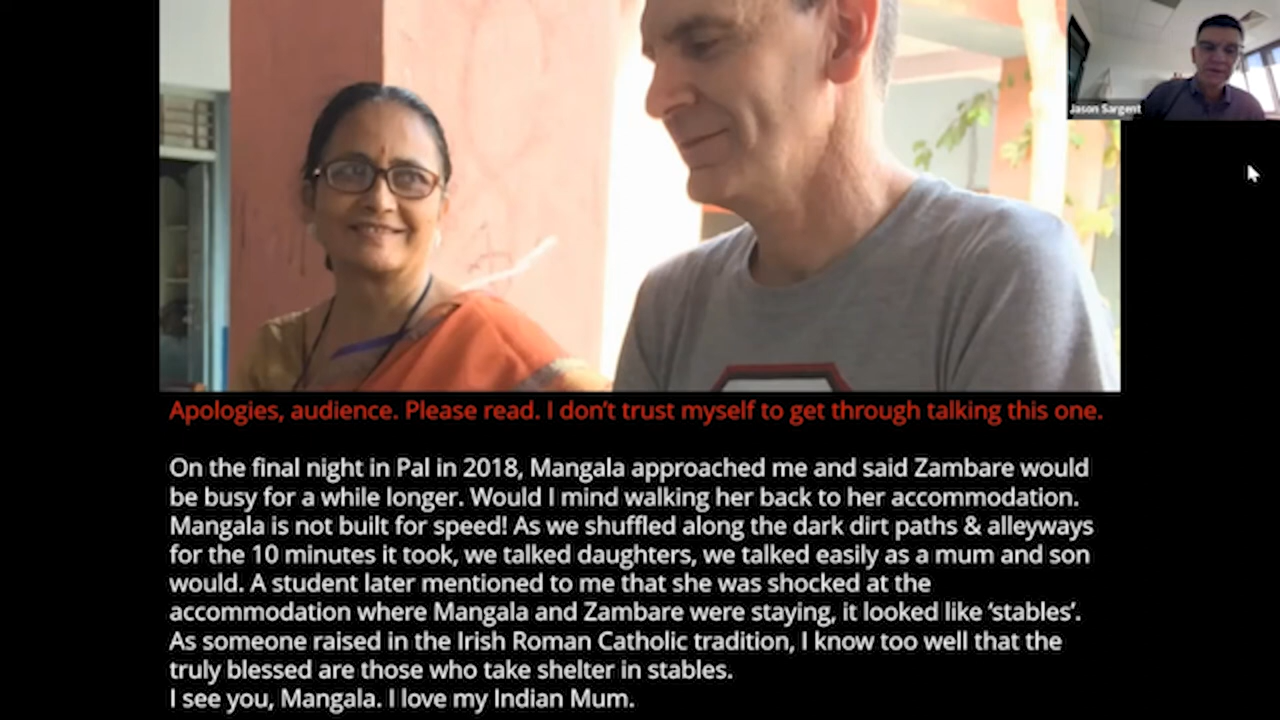 Jason Sargent
Apologies, audience. Please read. I don't trust myself to get through talking this one.
On the final night in Pal in 2018, Mangala approached me and said Zambare would
be busy for a while longer. Would I mind walking her back to her accommodation.
Mangala is not built for speed! As we shuffled along the dark dirt paths & alleyways
for the 10 minutes it took, we talked daughters, we talked easily as a mum and son
would. A student later mentioned to me that she was shocked at the
accommodation where Mangala and Zambare were staying, it looked like ‘stables’.
As someone raised in the Irish Roman Catholic tradition, I know too well that the
truly blessed are those who take shelter in stables.
I see you, Mangala. I love my Indian Mum.